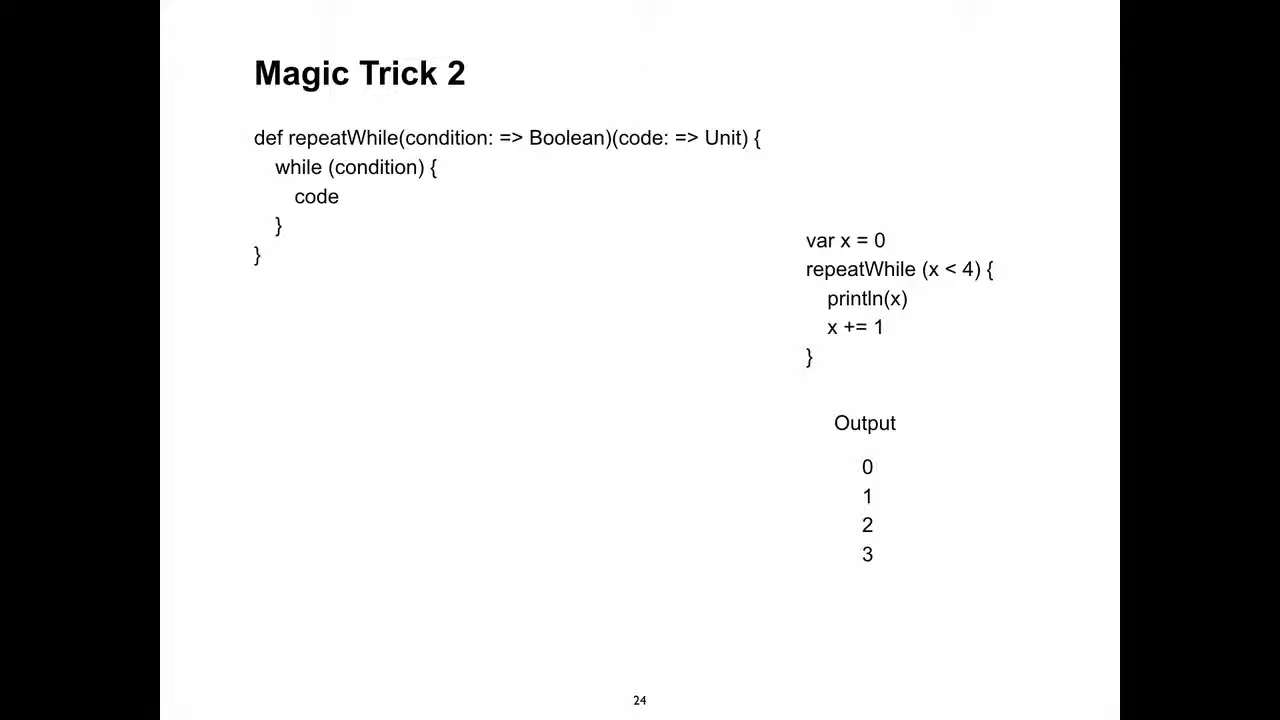 Magic Trick 2
def repeatWhile(condition: => Boolean)(code: => Unit) {
while (condition) {
code
}
}
var x = 0
repeatWhile (x < 4) {
println(x)
x += 1
}
Output
0
1
2
3
24